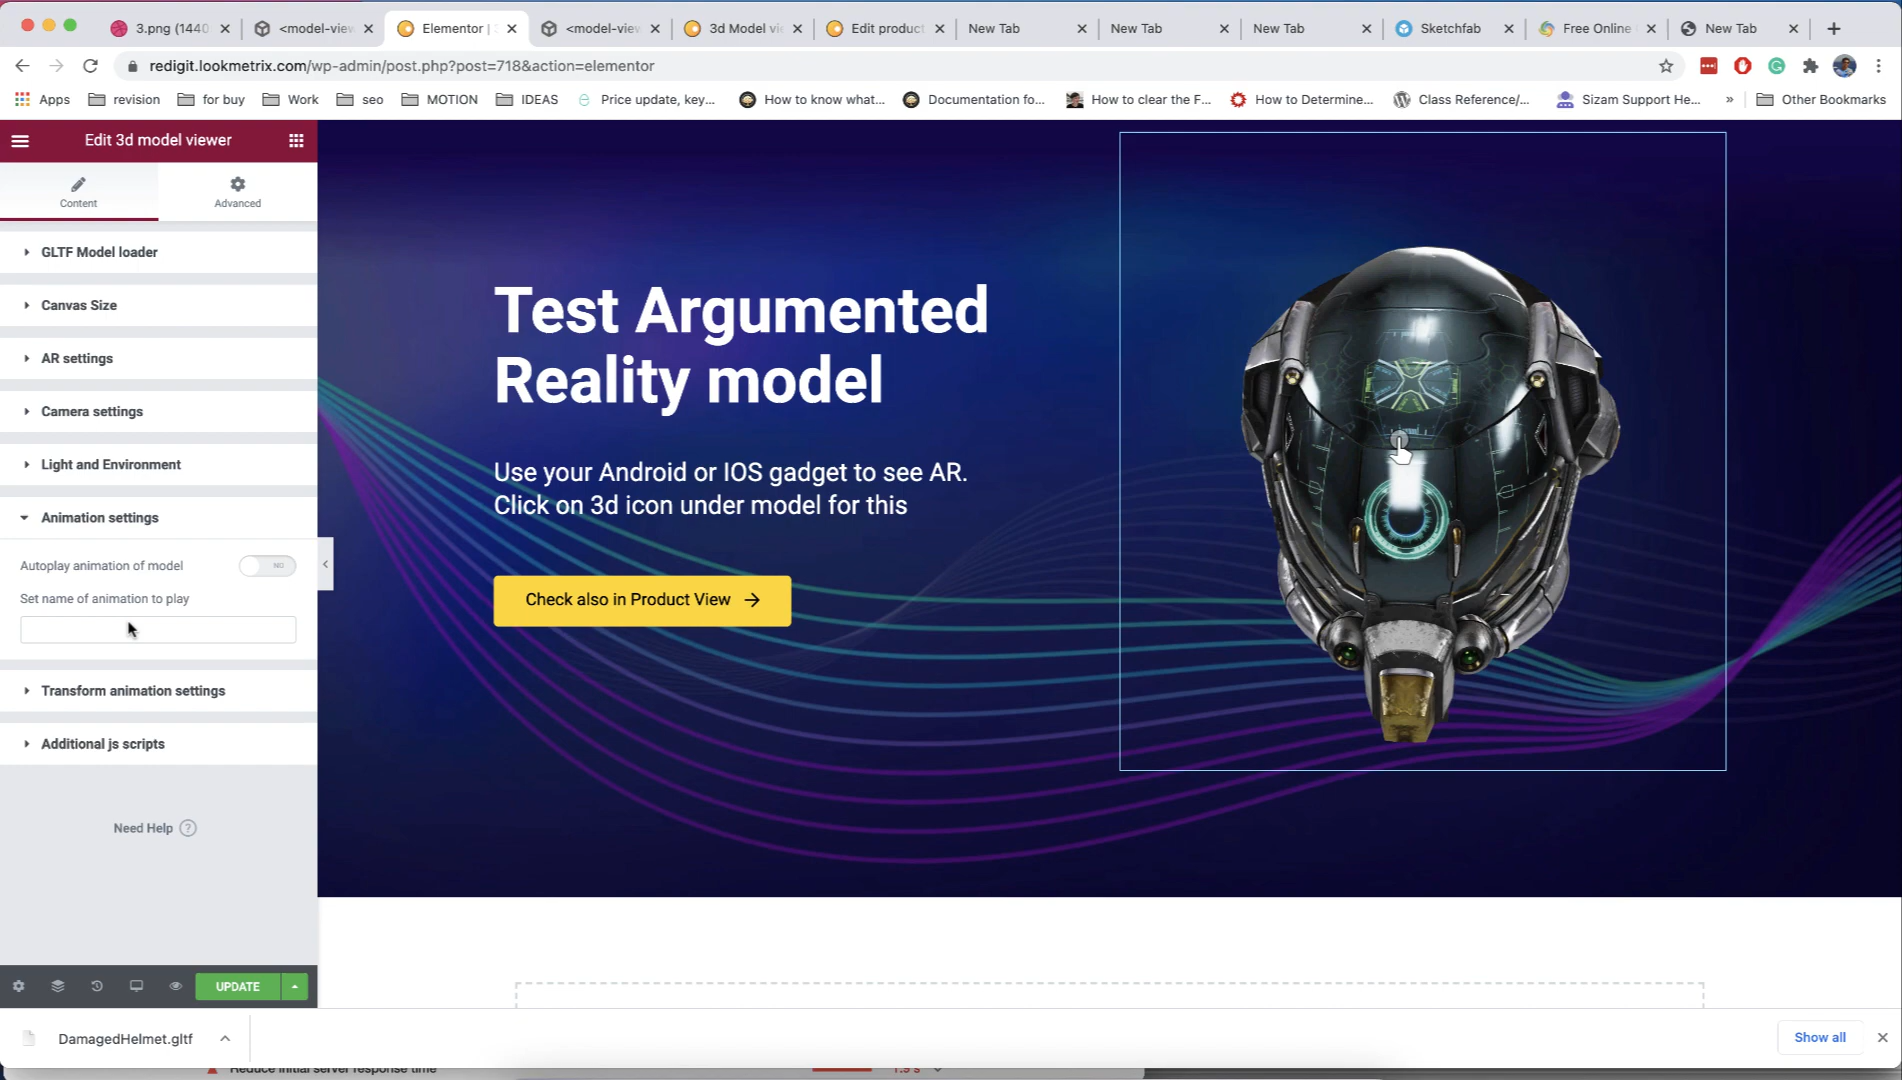 3.png (1440
<model-view
Elementor |
<model-view
3d Model vi
Edit product
New Tab
New Tab
New Tab
Sketchfab
Free Online
New Tab
redigit.lookmetrix.com/wp-admin/post.php?post=718&action=elementor
Apps
revision
for buy
Work
seo
MOTION
IDEAS
Price update, key...
How to know what...
Documentation fo...
How to clear the F...
How to Determine...
Class Reference/...
Sizam Support He...
»
Other Bookmarks
Edit 3d model viewer
Content
Advanced
GLTF Model loader
Canvas Size
AR settings
Camera settings
Light and Environment
Animation settings
Autoplay animation of model
NO
Set name of animation to play
Transform animation settings
Additional js scripts
Need Help
UPDATE
Test Argumented
Reality model
Use your Android or IOS gadget to see AR.
Click on 3d icon under model for this
Check also in Product View →
DamagedHelmet.gltf
Show all
Reduce initial server response time